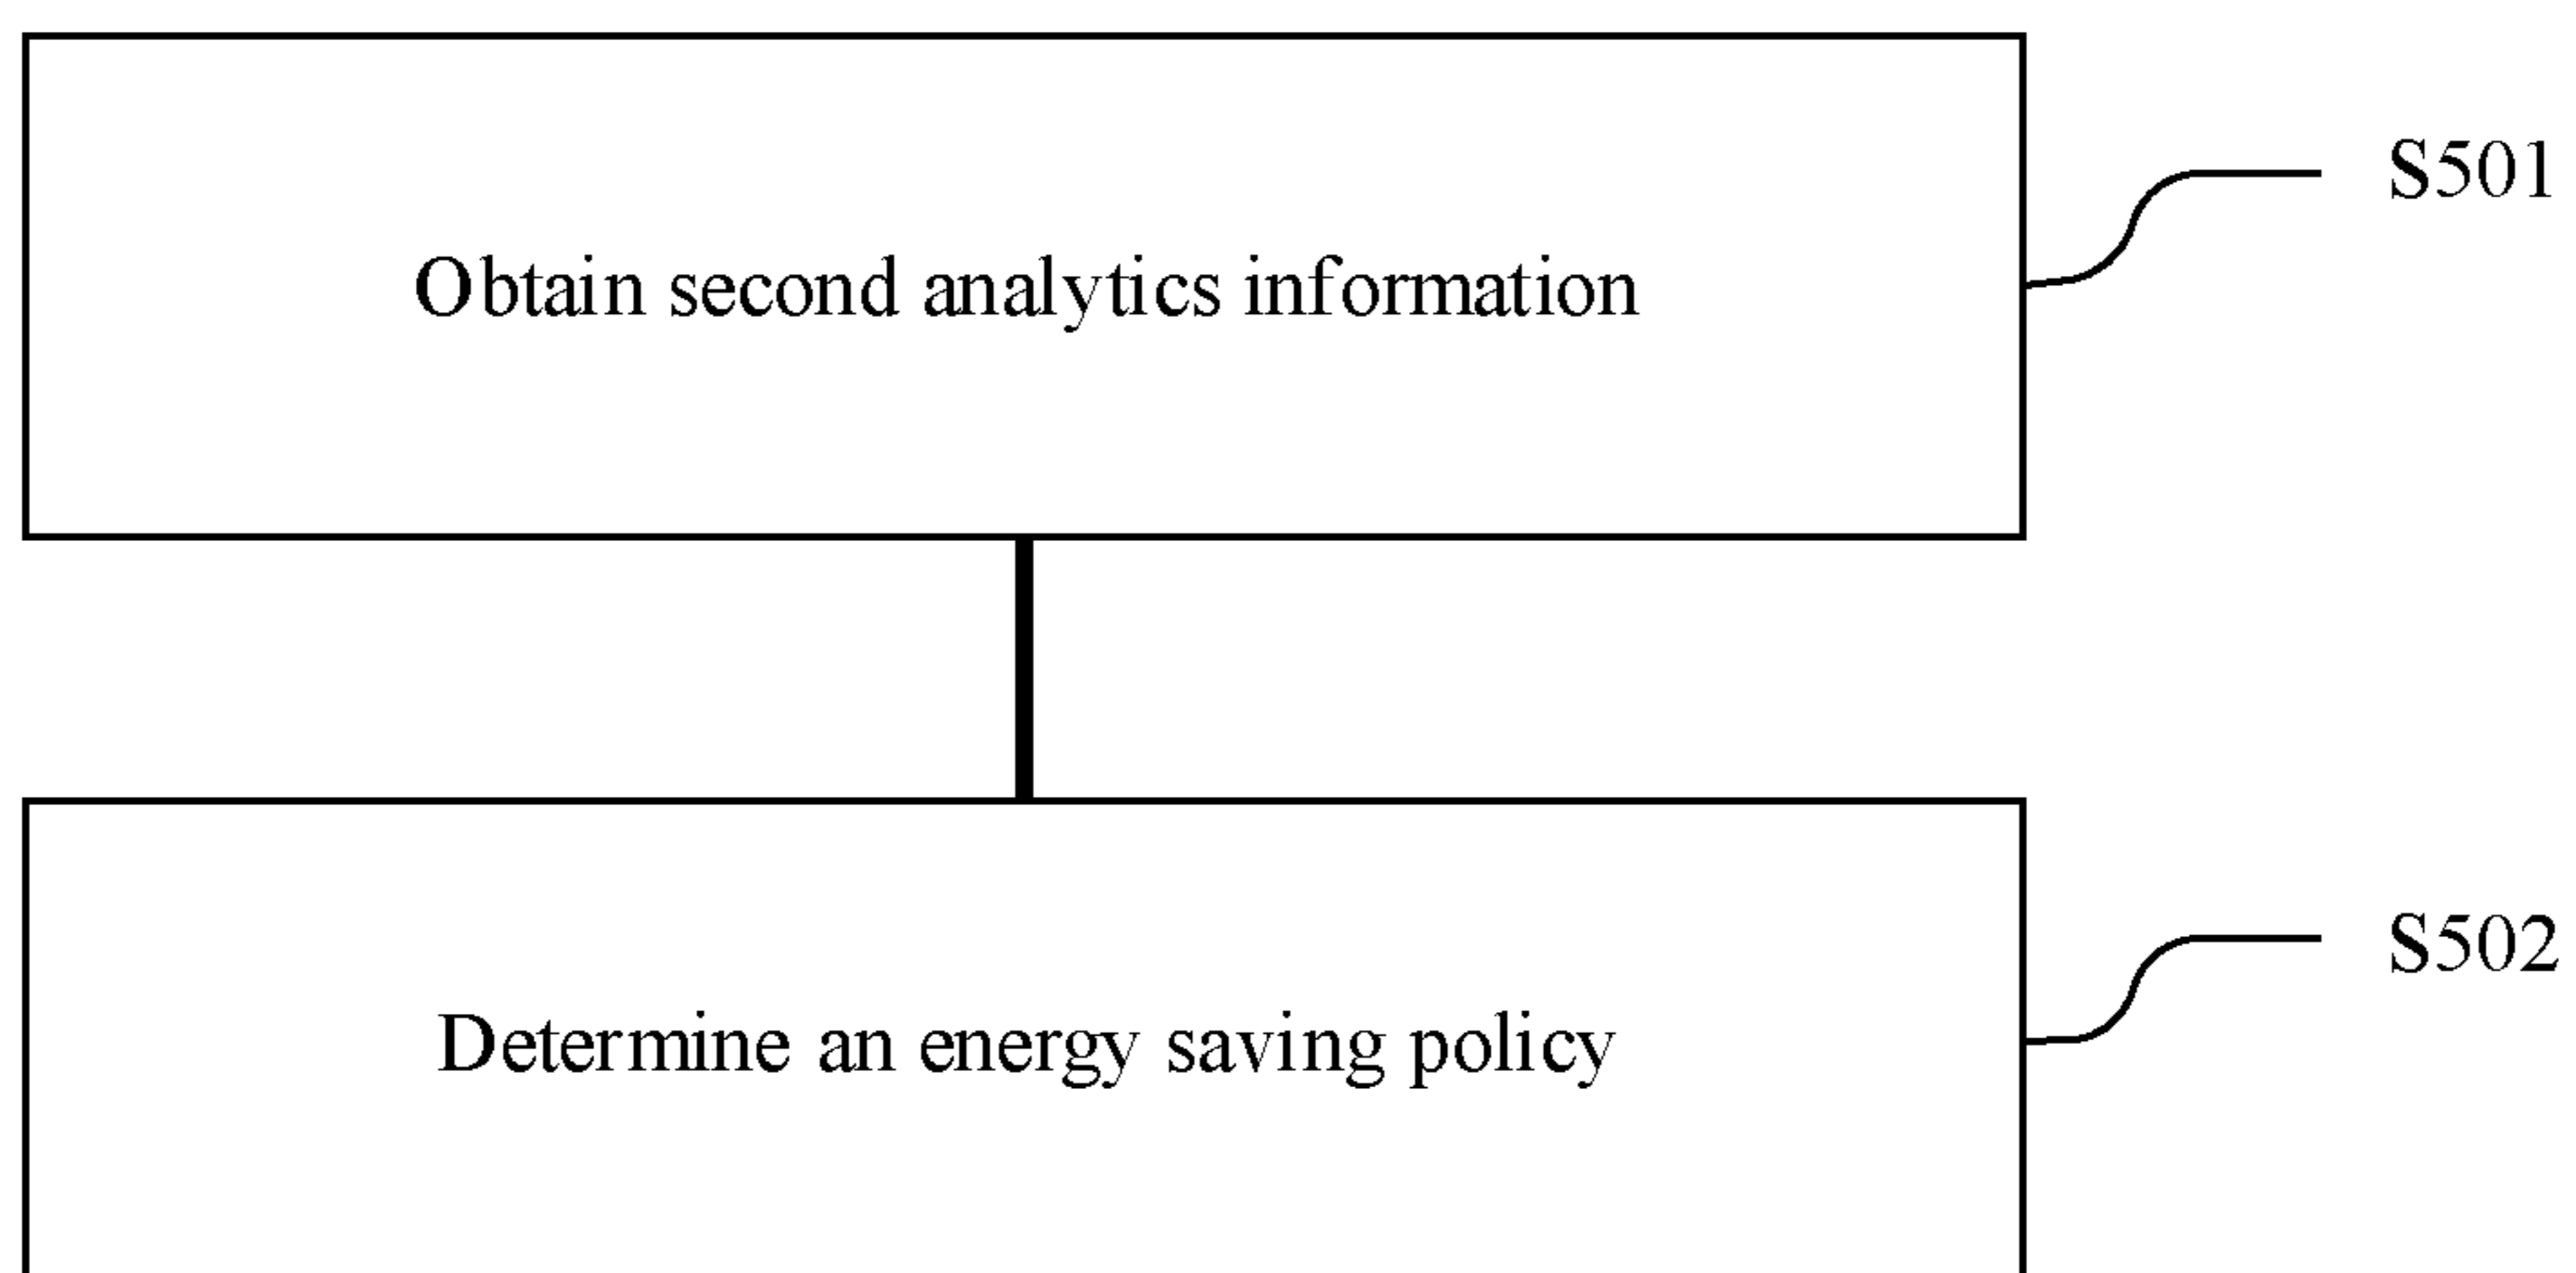 S501
Obtain second analytics information
S502
Determine an energy saving policy